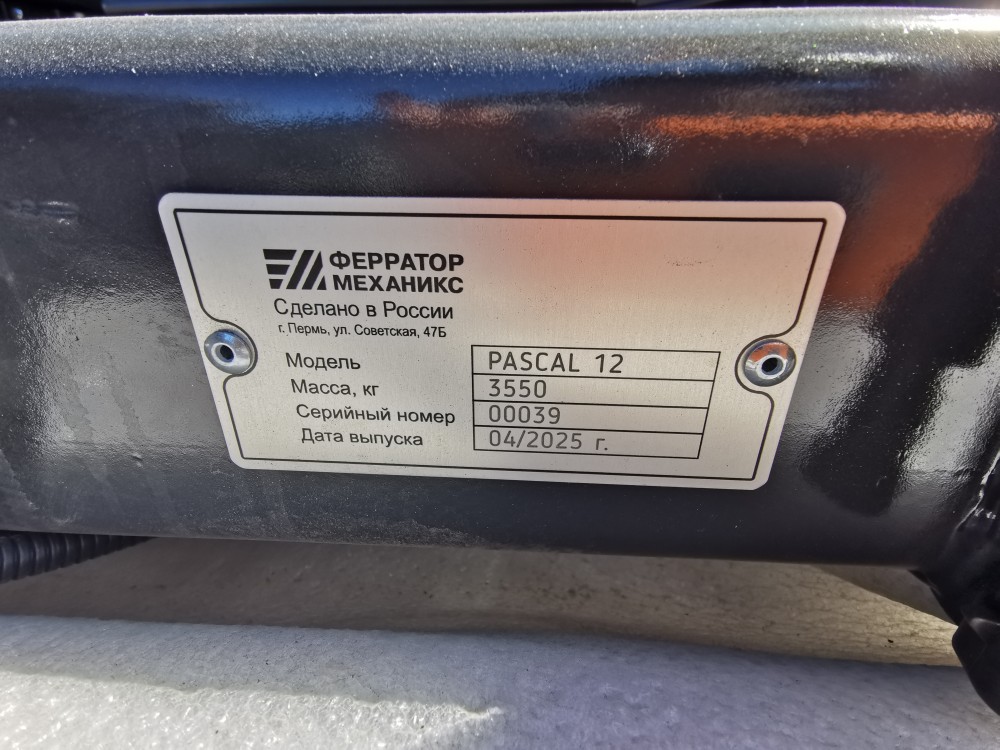 ФЕРРАТОР
МЕХАНИКС
Сделано в России
г. Пермь, ул. Советская, 47Б
Модель PASCAL 12
Масса, кг 3550
Серийный номер 00039
Дата выпуска 04/2025 г.